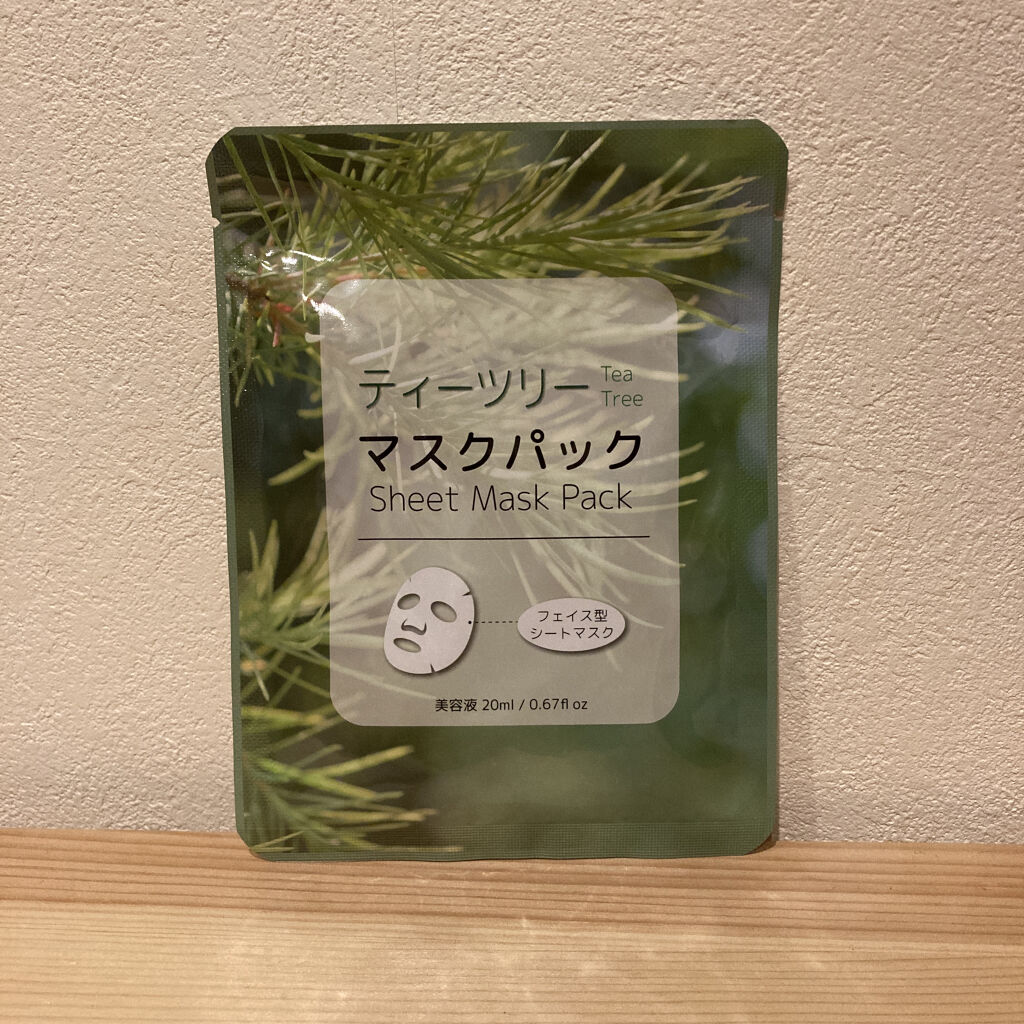 ティーツリー Tea Tree
マスクパック
Sheet Mask Pack
フェイス型
シートマスク
美容液 20ml / 0.67fl oz